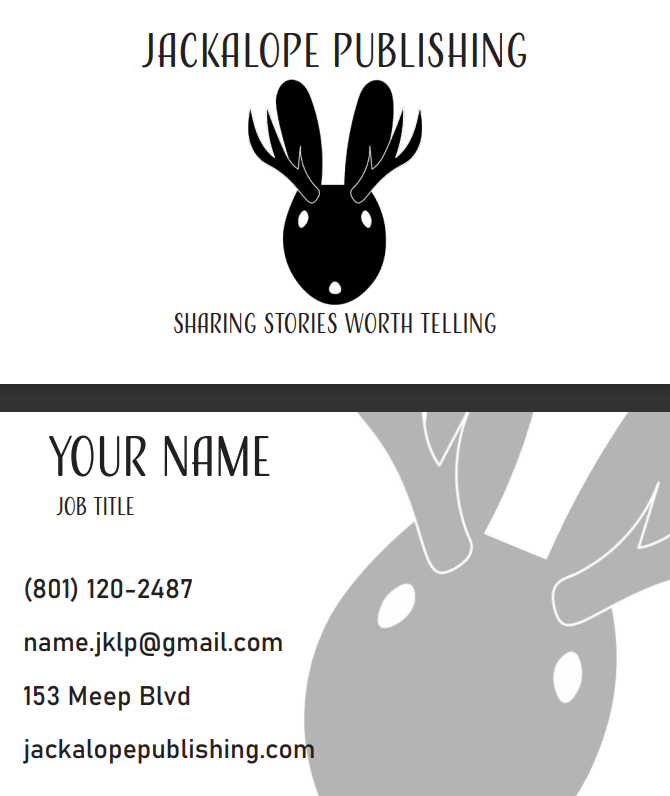 JACKALOPE PUBLISHING
SHARING STORIES WORTH TELLING
YOUR NAME
JOB TITLE
(801) 120-2487
name.jklp@gmail.com
153 Meep Blvd
jackalopepublishing.com